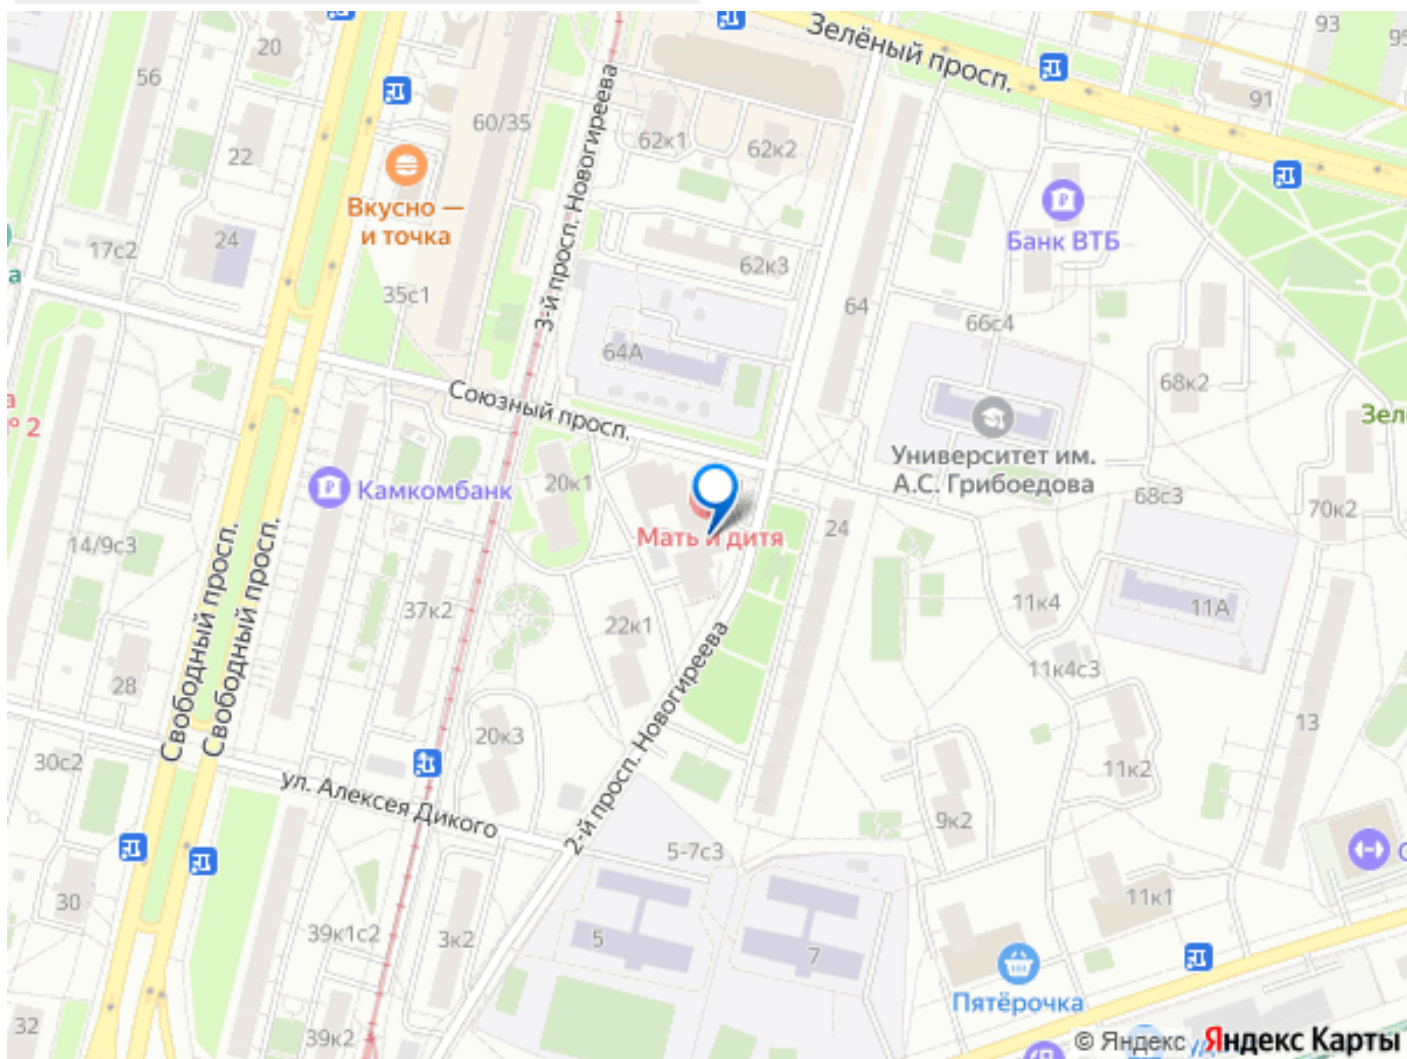 93
20
Зелёный просп.
95
56
91
60/35
62к1
62к2
22
Вкусно —
и точка
3-й просп. Новогиреева
Банк ВТБ
17с2
24
62к3
а
35с1
64
66с4
64А
68к2
Союзный просп.
а
№ 2
Зел
Университет им.
А.С. Грибоедова
Камкомбанк
20к1
68с3
70к2
Мать и дитя
24
14/9с3
37к2
22к1
11к4
11А
Свободный просп.
Свободный просп.
28
11к4с3
13
2-й просп. Новогиреева
20к3
30с2
11к2
ул. Алексея Дикого
9к2
5-7с3
С
30
39к1с2
3к2
5
7
11к1
Пятёрочка
32
39к2
© Яндекс Яндекс Карты